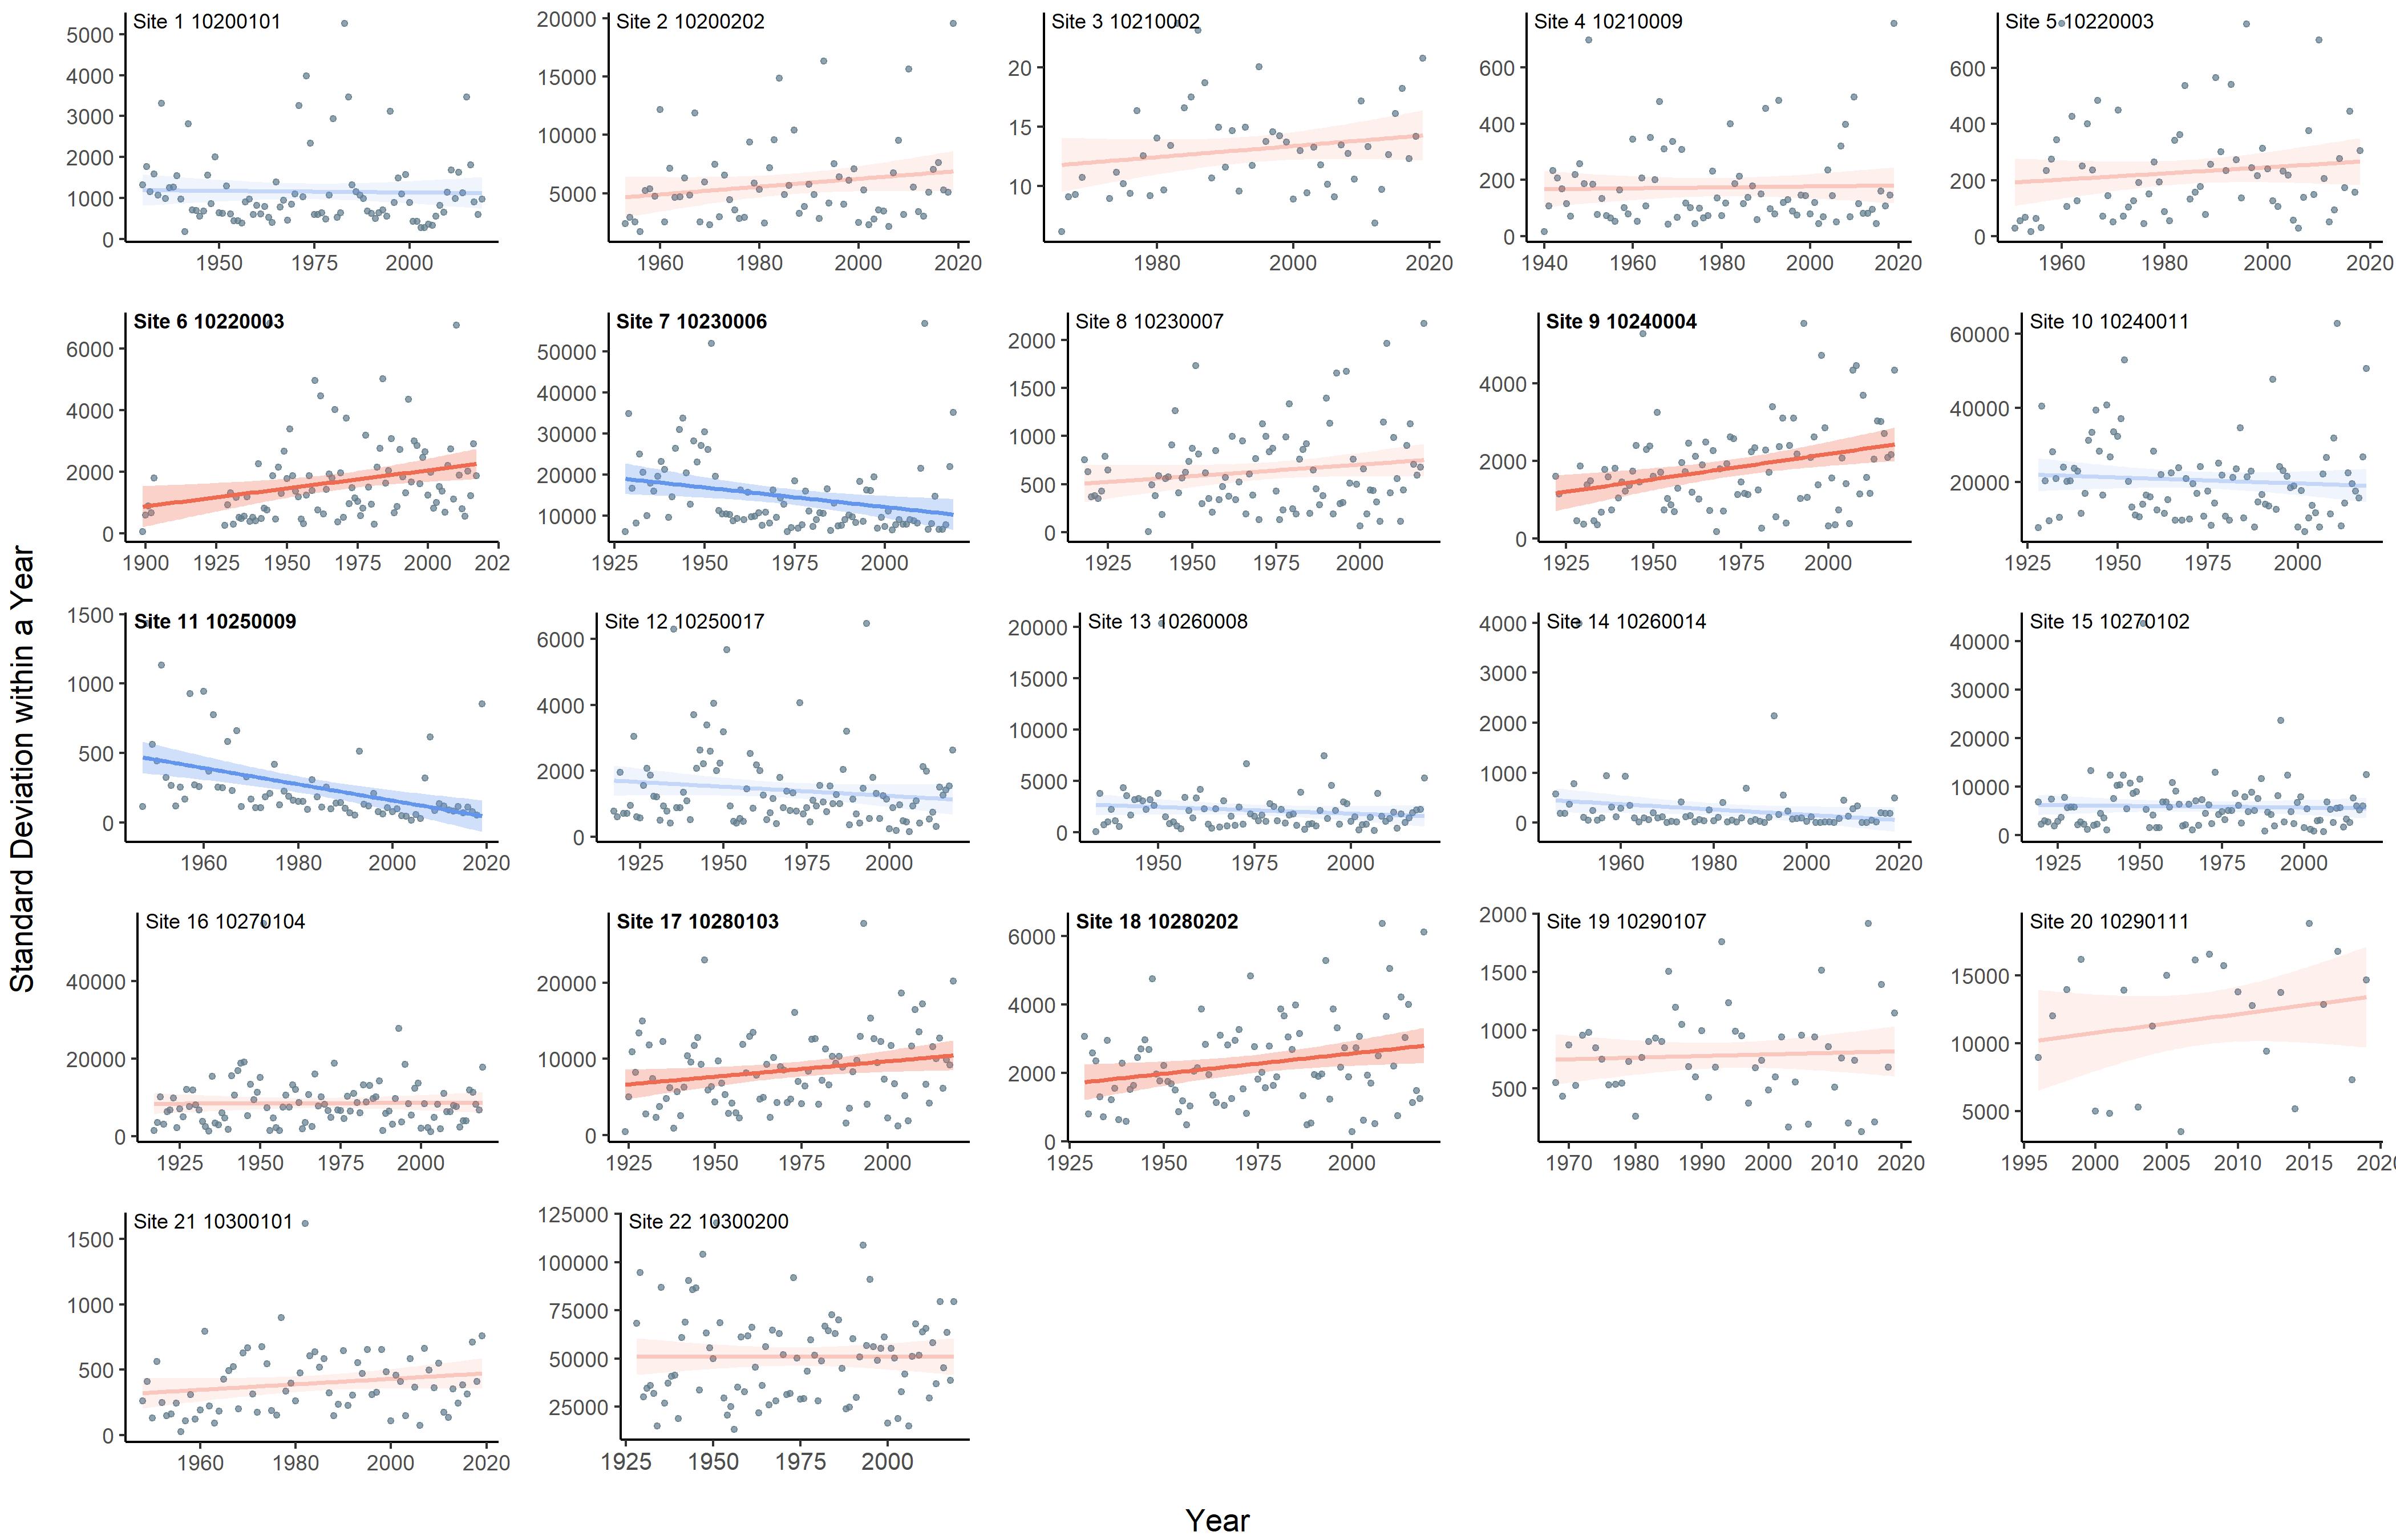 Standard Deviation within a Year
Site 1 10200101
5000
4000
3000
2000
1000
0
1950 1975 2000
Site 2 10200202
20000
15000
10000
5000
1960 1980 2000 2020
Site 3 10210002
20
15
10
1980 2000 2020
Site 4 10210009
600
400
200
0
1940 1960 1980 2000 2020
Site 5 10220003
600
400
200
0
1960 1980 2000 2020
Site 6 10220003
6000
4000
2000
0
1900 1925 1950 1975 2000 202
Site 7 10230006
50000
40000
30000
20000
10000
1925 1950 1975 2000
Site 8 10230007
2000
1500
1000
500
0
1925 1950 1975 2000
Site 9 10240004
4000
2000
0
1925 1950 1975 2000
Site 10 10240011
60000
40000
20000
1925 1950 1975 2000
Site 11 10250009
1500
1000
500
0
1960 1980 2000 2020
Site 12 10250017
6000
4000
2000
0
1925 1950 1975 2000
Site 13 10260008
20000
15000
10000
5000
0
1950 1975 2000
Site 14 10260014
4000
3000
2000
1000
0
1960 1980 2000 2020
Site 15 10270102
40000
30000
20000
10000
0
1925 1950 1975 2000
Site 16 10270104
40000
20000
0
1925 1950 1975 2000
Site 17 10280103
20000
10000
0
1925 1950 1975 2000
Site 18 10280202
6000
4000
2000
0
1925 1950 1975 2000
Site 19 10290107
2000
1500
1000
500
1970 1980 1990 2000 2010 2020
Site 20 10290111
15000
10000
5000
1995 2000 2005 2010 2015 2020
Site 21 10300101
1500
1000
500
0
1960 1980 2000 2020
Site 22 10300200
125000
100000
75000
50000
25000
1925 1950 1975 2000
Year